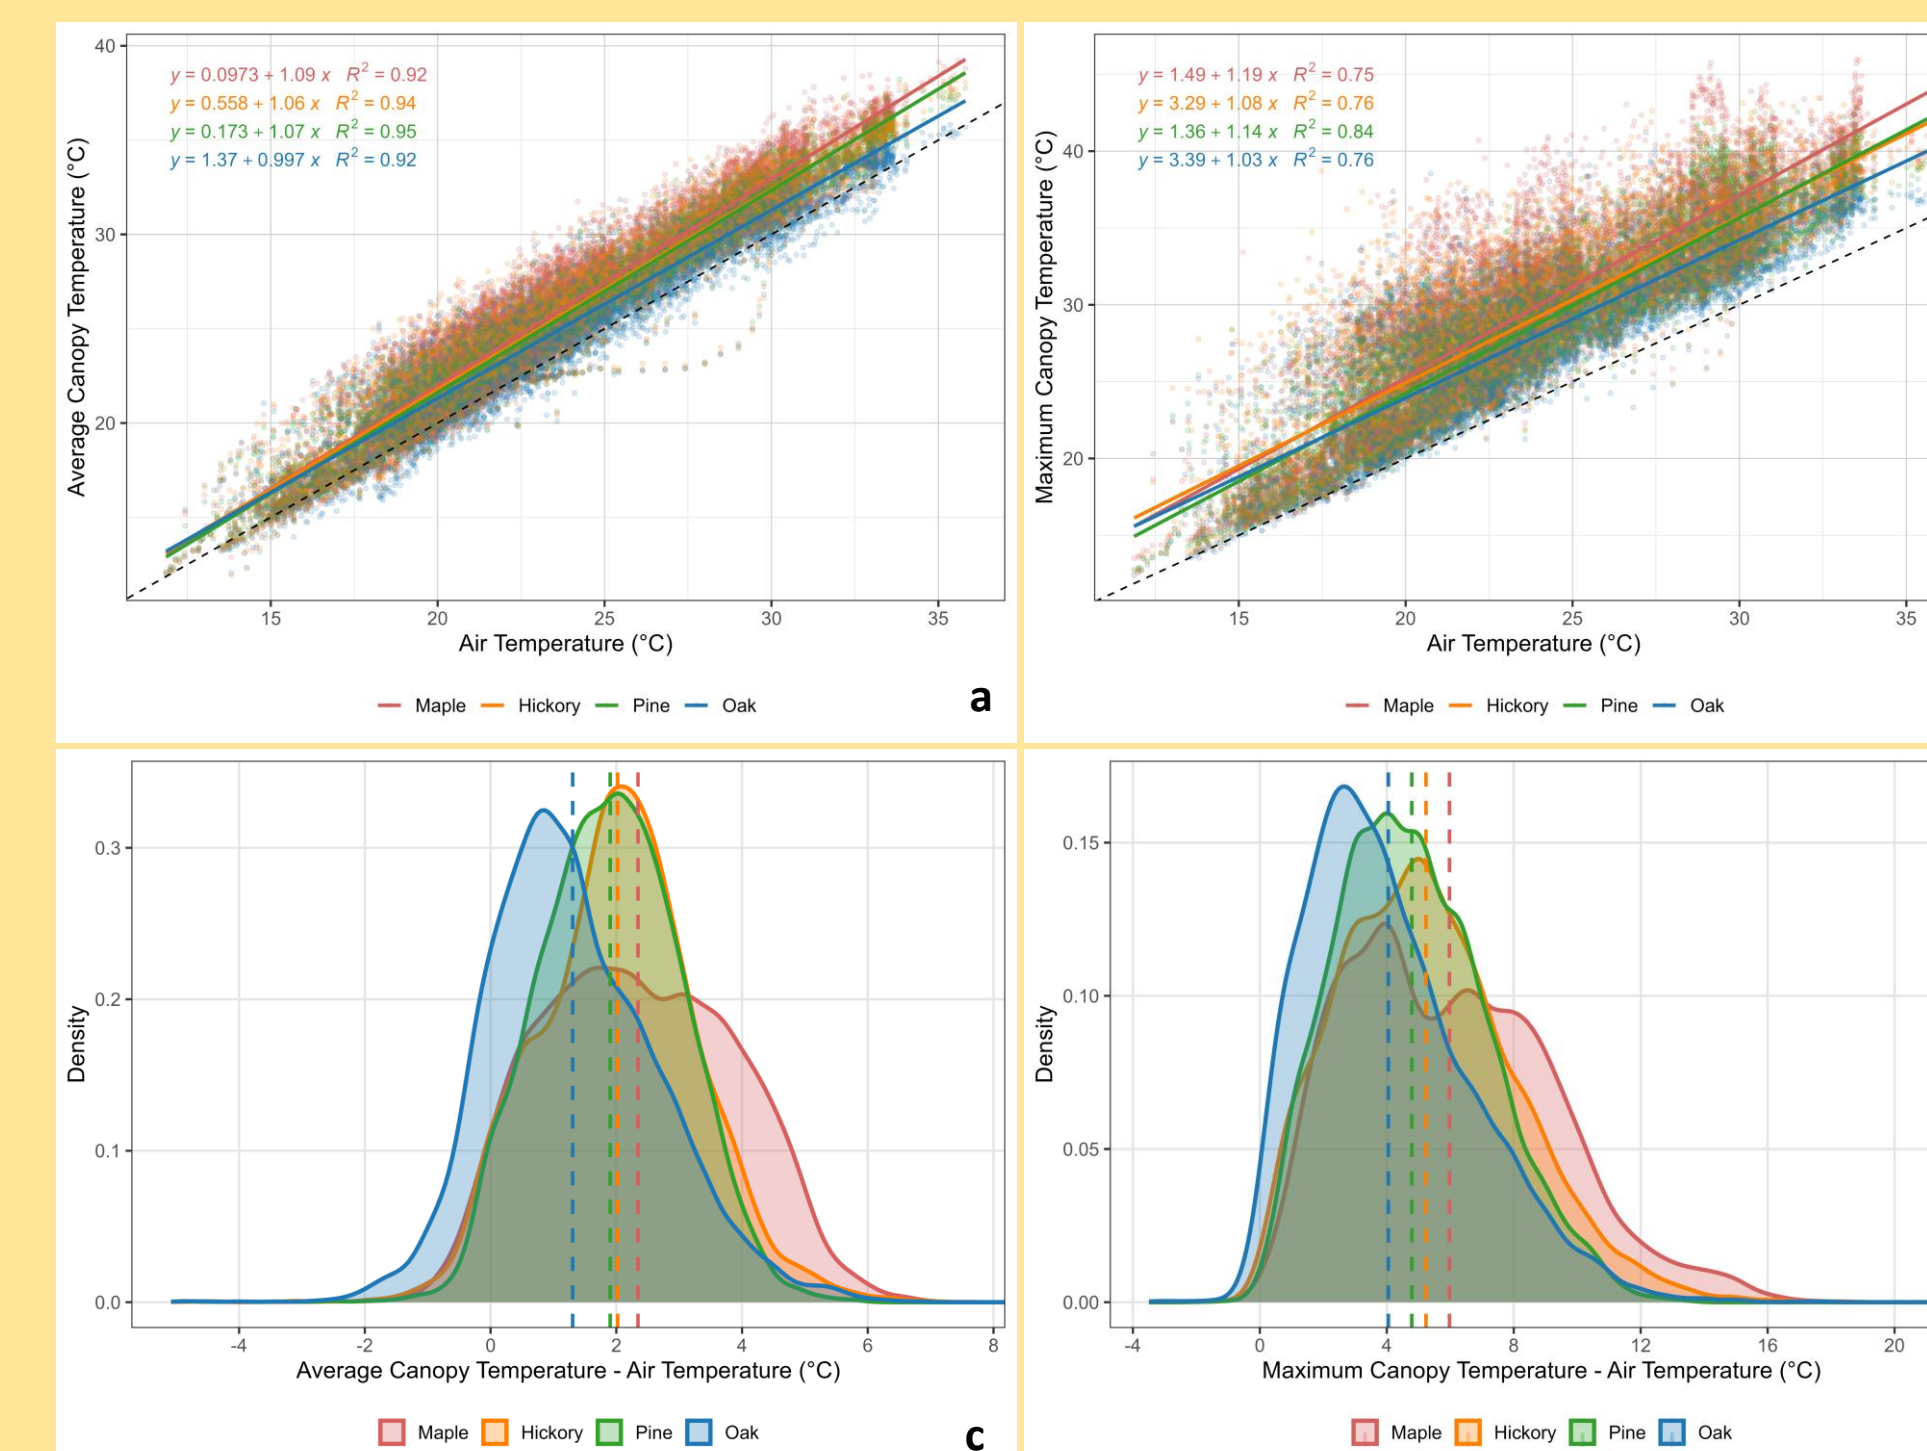 40
30
20
Average Canopy Temperature (°C)
y = 0.0973 + 1.09 x R² = 0.92
y = 0.558 + 1.06 x R² = 0.94
y = 0.173 + 1.07 x R² = 0.95
y = 1.37 + 0.997 x R² = 0.92
15 20 25 30 35
Air Temperature (°C)
Maple Hickory Pine Oak
a
40
30
20
Maximum Canopy Temperature (°C)
y = 1.49 + 1.19 x R² = 0.75
y = 3.29 + 1.08 x R² = 0.76
y = 1.36 + 1.14 x R² = 0.84
y = 3.39 + 1.03 x R² = 0.76
15 20 25 30 35
Air Temperature (°C)
Maple Hickory Pine Oak
0.3
0.2
0.1
0.0
Density
-4 -2 0 2 4 6 8
Average Canopy Temperature - Air Temperature (°C)
Maple Hickory Pine Oak
c
0.15
0.10
0.05
0.00
Density
-4 0 4 8 12 16 20
Maximum Canopy Temperature - Air Temperature (°C)
Maple Hickory Pine Oak